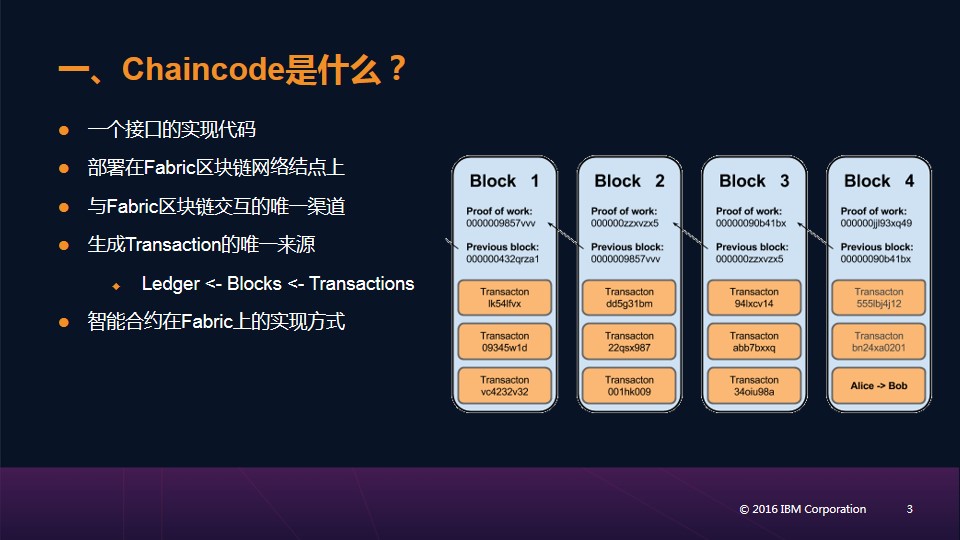 一、Chaincode是什么？
一个接口的实现代码
部署在Fabric区块链网络结点上
与Fabric区块链交互的唯一渠道
生成Transaction的唯一来源
Ledger <- Blocks <- Transactions
智能合约在Fabric上的实现方式
Block 1
Proof of work:
0000009857vvv
Previous block:
000000432qrza1
Transacton
lk54lfvx
Transacton
09345w1d
Transacton
vc4232v32
Block 2
Proof of work:
000000zzxvzx5
Previous block:
0000009857vvv
Transacton
dd5g31bm
Transacton
22qsx987
Transacton
001hk009
Block 3
Proof of work:
00000090b41bx
Previous block:
000000zzxvzx5
Transacton
94lxcv14
Transacton
abb7bxxq
Transacton
34oiu98a
Block 4
Proof of work:
000000jjl93xq49
Previous block:
00000090b41bx
Transacton
555lbj4j12
Transacton
bn24xa0201
Alice -> Bob
© 2016 IBM Corporation
3